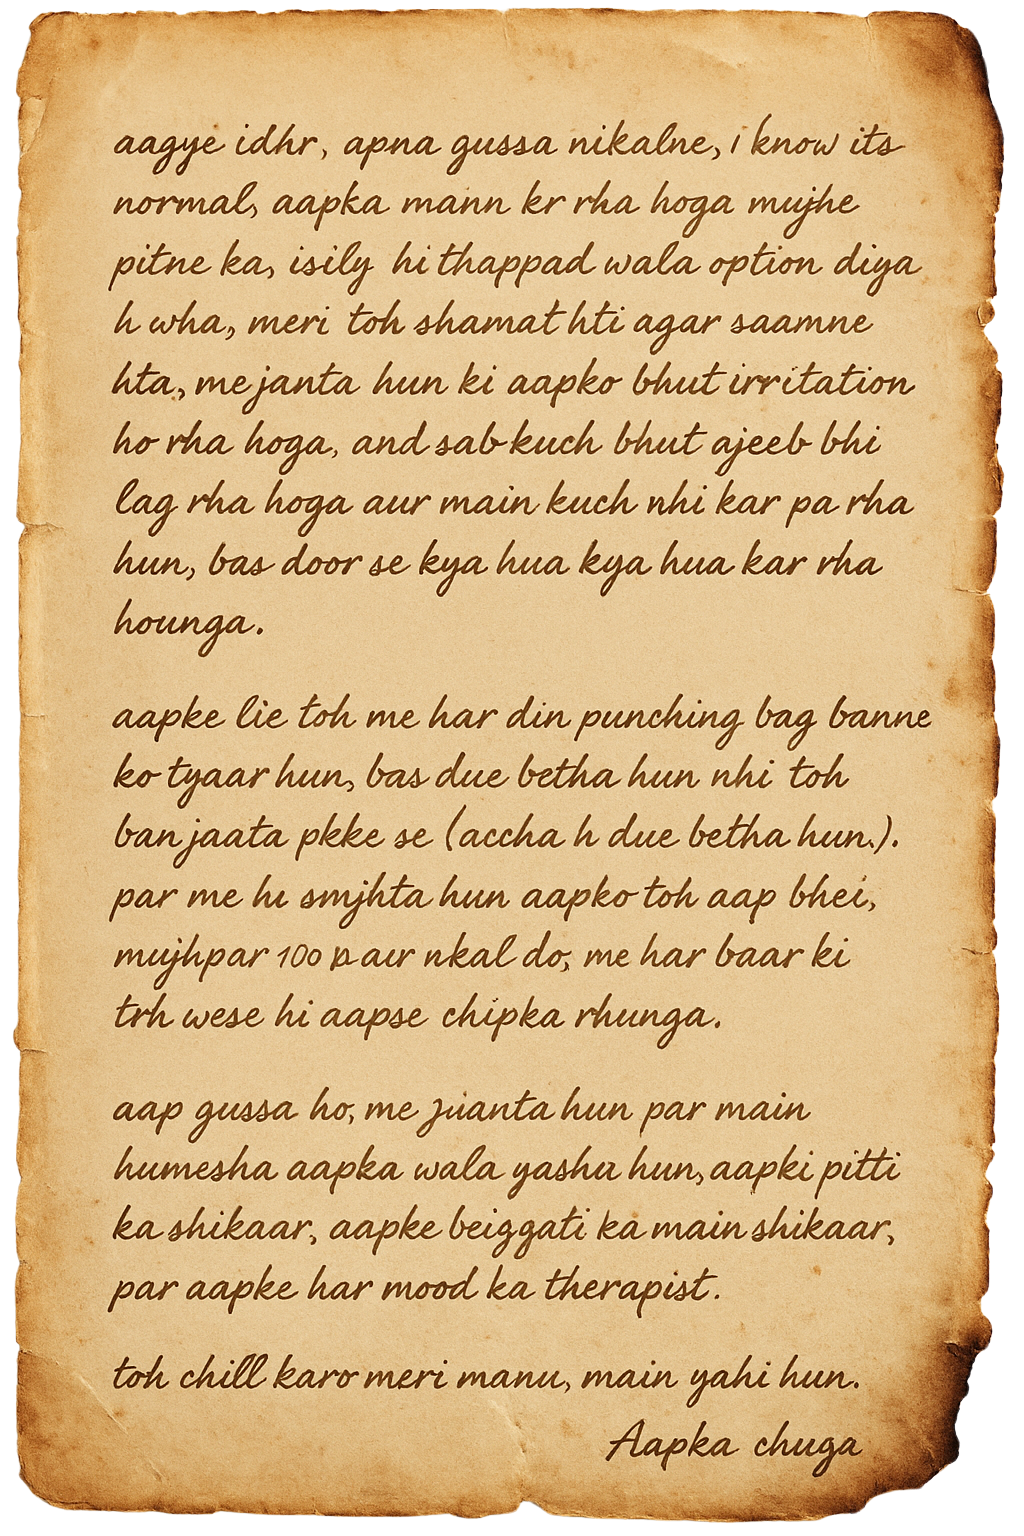 aagye idhr, apna gussa nikalne, i know its
normal, aapka mann kr rha hoga mujhe
pitne ka, isily hi thappad wala option diya
h wha, meri toh shamat hti agar saamne
hta, me janta hun ki aapko bhut irritation
ho rha hoga, and sab kuch bhut ajeeb bhi
lag rha hoga aur main kuch nhi kar pa rha
hun, bas door se kya hua kya hua kar rha
hounga.
aapke lie toh me har din punching bag banne
ko tyaar hun, bas due betha hun nhi toh
ban jaata pkke se (accha h due betha hun.).
par me hi smjhta hun aapko toh aap bhei,
mujhpar 100 nkal do, me har baar ki
trh wese hi aapse chipka rhunga.
aap gussa ho, me hun par main
humesha aapka wala yashu hun, aapki pitti
ka shikaar, aapke beiggati ka main shikaar,
par aapke har mood ka therapist.
toh chill karo meri manu, main yahi hun.
Aapka chuga